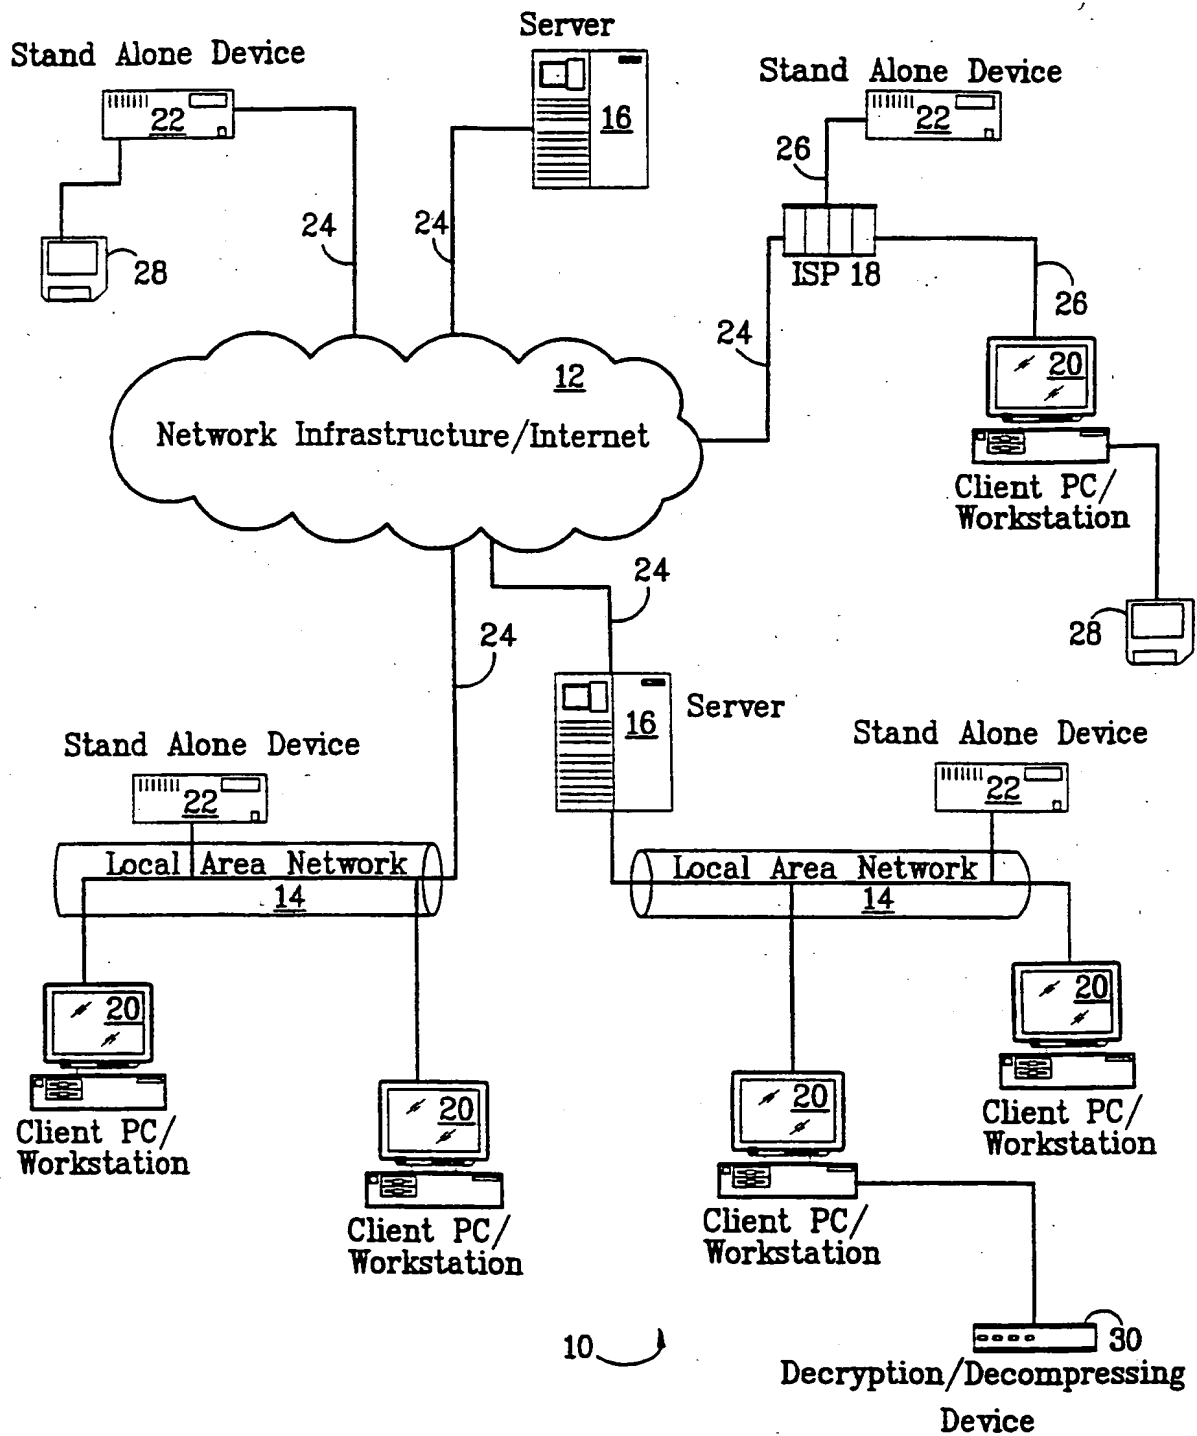 Server
Stand Alone Device
Stand Alone Device
22
16
22
26
24
24
28
ISP 18
26
24
12
20
Network Infrastructure/Internet
Client PC/
Workstation
24
28
24
16
Server
Stand Alone Device
Stand Alone Device
22
22
Local Area Network
14
Local Area Network
14
20
20
20
20
Client PC/
Workstation
Client PC/
Workstation
Client PC/
Workstation
Client PC/
Workstation
10
30
Decryption/Decompressing
Device